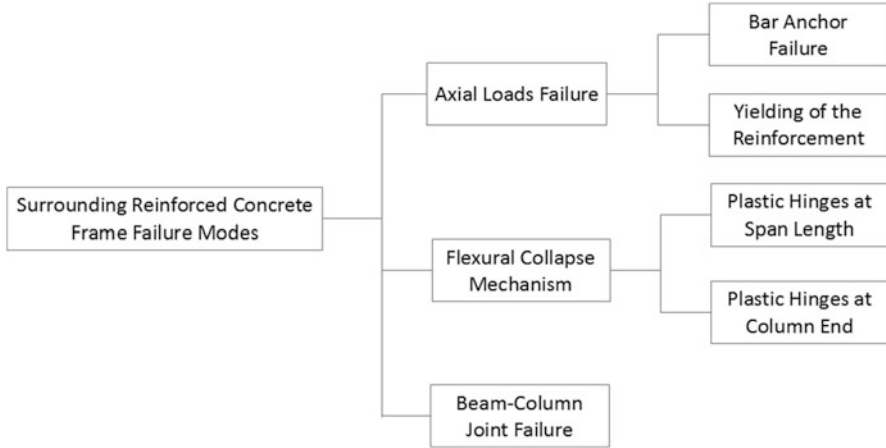 Surrounding Reinforced Concrete
Frame Failure Modes
Axial Loads Failure
Bar Anchor
Failure
Yielding of the
Reinforcement
Flexural Collapse
Mechanism
Plastic Hinges at
Span Length
Plastic Hinges at
Column End
Beam-Column
Joint Failure